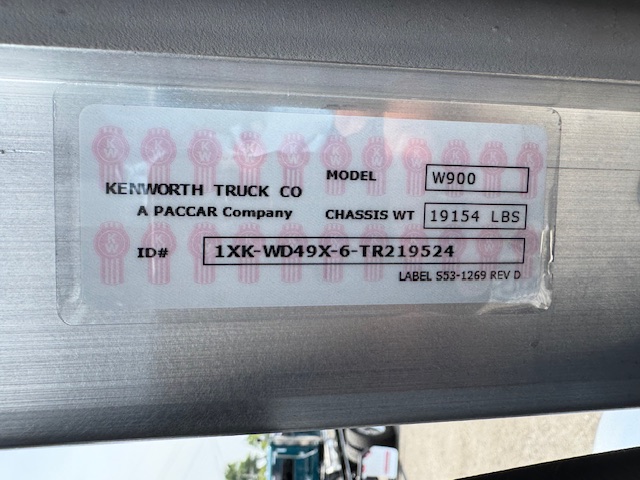 KENWORTH TRUCK CO
A PACCAR Company
MODEL W900
CHASSIS WT 19154 LBS
ID# 1XK-WD49X-6-TR219524
LABEL S53-1269 REV D